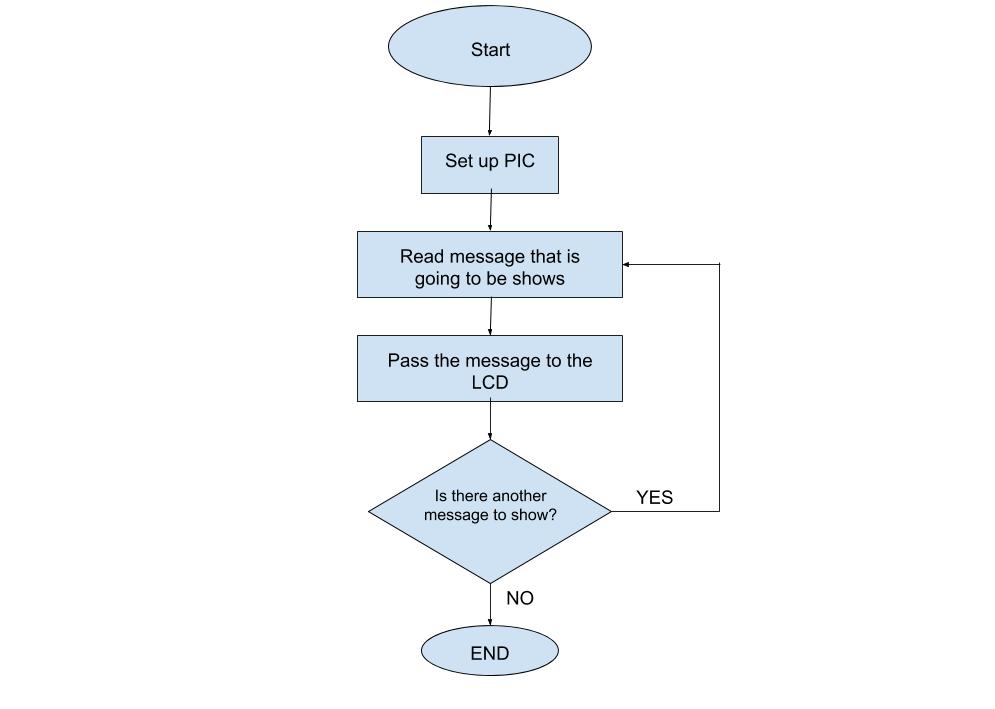 Start
Set up PIC
Read message that is
going to be shows
Pass the message to the
LCD
Is there another
message to show?
YES
NO
END